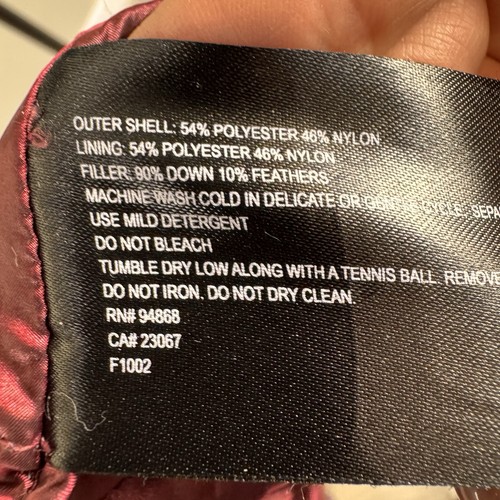 OUTER SHELL: 54% POLYESTER 46% NYLON
LINING: 54% POLYESTER 46% NYLON
FILLER: 90% DOWN 10% FEATHERS
MACHINE WASH COLD IN DELICATE OR CYCLE.
USE MILD DETERGENT
DO NOT BLEACH
TUMBLE DRY LOW ALONG WITH A TENNIS BALL. REMOVE
DO NOT IRON. DO NOT DRY CLEAN.
RN# 94868
CA# 23067
F1002